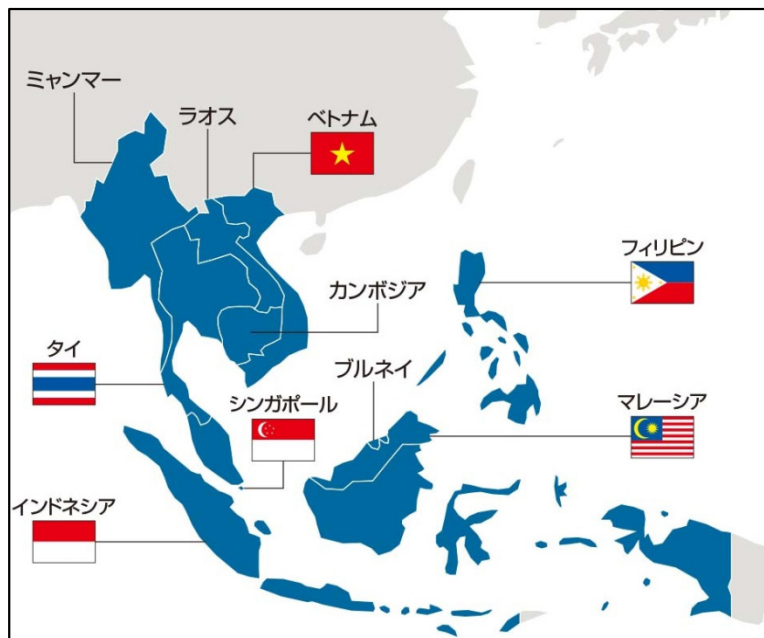 ミャンマー
ラオス
ベトナム
フィリピン
カンボジア
タイ
ブルネイ
シンガポール
マレーシア
インドネシア